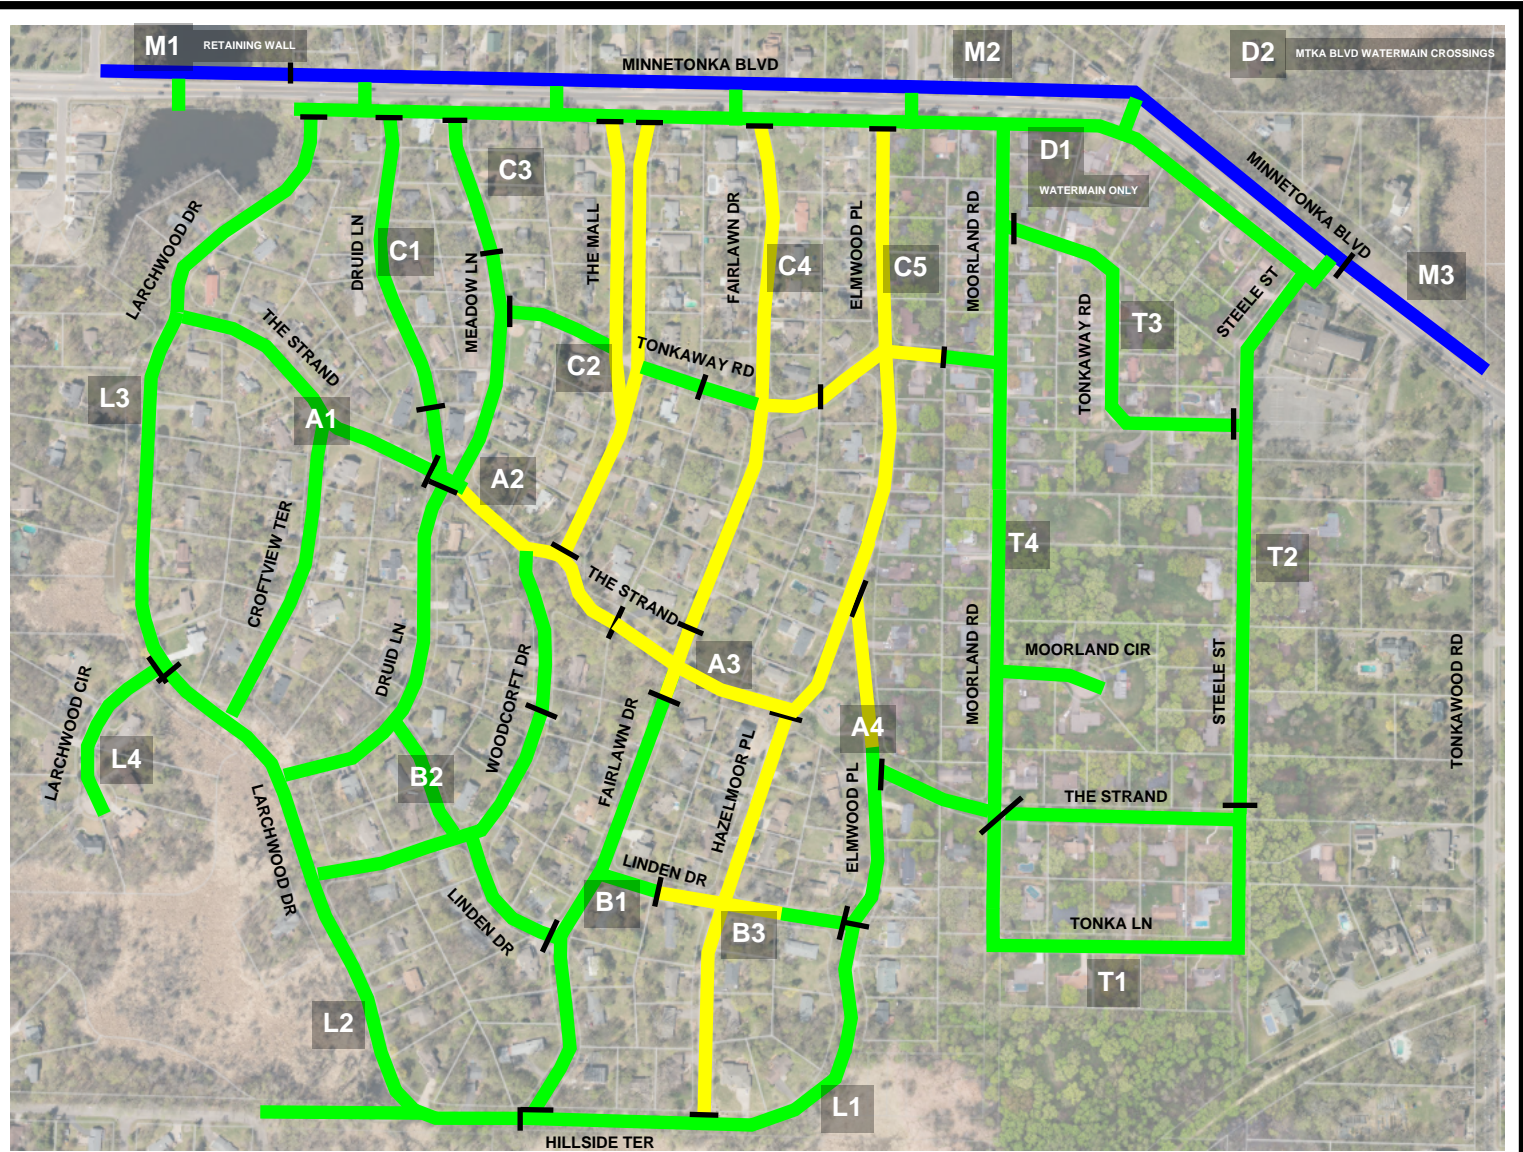 M1
RETAINING WALL
MINNETONKA BLVD
M2
D2
MTKA BLVD WATERMAIN CROSSINGS
C3
D1
WATERMAIN ONLY
MINNETONKA BLVD
M3
LARCHWOOD DR
DRUID LN
C1
MEADOW LN
THE MALL
FAIRLAWN DR
C4
ELMWOOD PL
C5
MOORLAND RD
TONKAWAY RD
T3
STEELE ST
THE STRAND
C2
TONKAWAY RD
L3
A1
A2
CROFTVIEW TER
THE STRAND
T4
T2
DRUID LN
WOODCORFT DR
A3
MOORLAND RD
MOORLAND CIR
STEELE ST
TONKAWOOD RD
LARCHWOOD CIR
L4
B2
FAIRLAWN DR
HAZELMOOR PL
A4
ELMWOOD PL
THE STRAND
LARCHWOOD DR
LINDEN DR
LINDEN DR
B1
B3
TONKA LN
T1
L2
L1
HILLSIDE TER